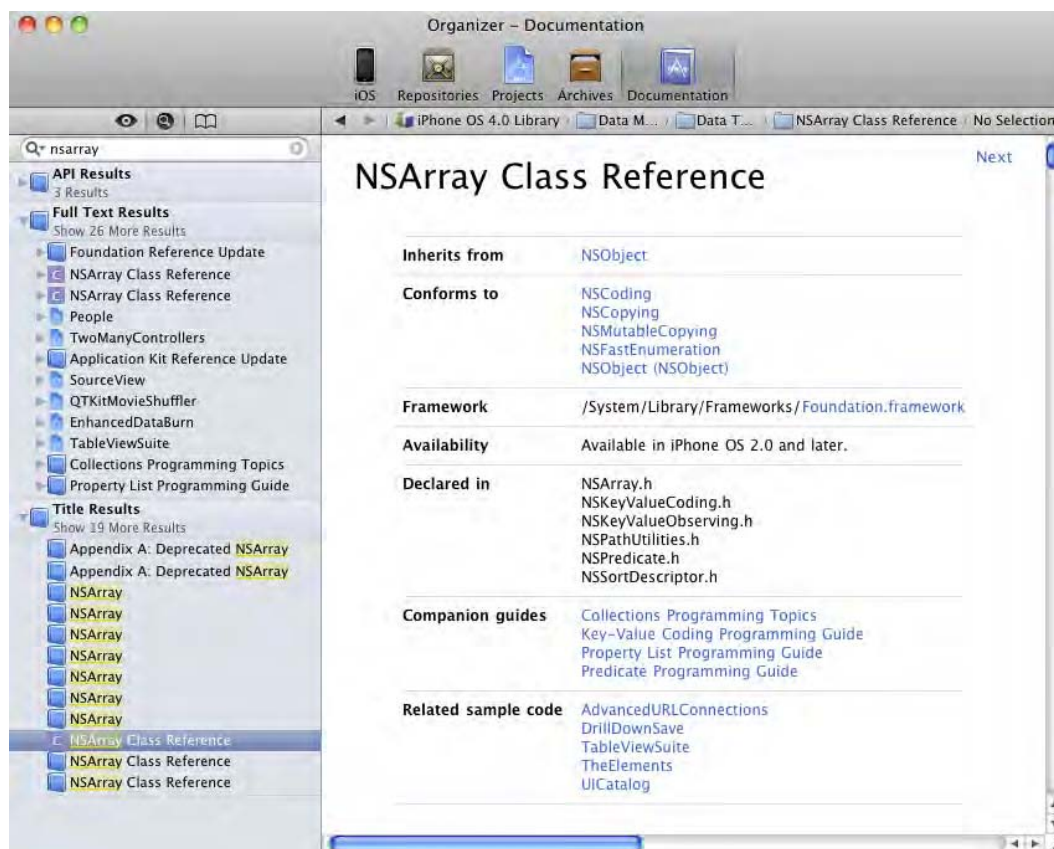 Organizer – Documentation
iOS Repositories Projects Archives Documentation
iPhone OS 4.0 Library Data M... Data T... NSArray Class Reference No Selection
nsarray
API Results
3 Results
Full Text Results
Show 26 More Results
Foundation Reference Update
NSArray Class Reference
NSArray Class Reference
People
TwoManyControllers
Application Kit Reference Update
SourceView
QTKitMovieShuffler
EnhancedDataBurn
TableViewSuite
Collections Programming Topics
Property List Programming Guide
Title Results
Show 19 More Results
Appendix A: Deprecated NSArray
Appendix A: Deprecated NSArray
NSArray
NSArray
NSArray
NSArray
NSArray
NSArray
NSArray
NSArray Class Reference
NSArray Class Reference
NSArray Class Reference
Next
NSArray Class Reference
Inherits from NSObject
Conforms to NSCoding
NSCopying
NSMutableCopying
NSFastEnumeration
NSObject (NSObject)
Framework /System/Library/Frameworks/Foundation.framework
Availability Available in iPhone OS 2.0 and later.
Declared in NSArray.h
NSKeyValueCoding.h
NSKeyValueObserving.h
NSPathUtilities.h
NSPredicate.h
NSSortDescriptor.h
Companion guides Collections Programming Topics
Key-Value Coding Programming Guide
Property List Programming Guide
Predicate Programming Guide
Related sample code AdvancedURLConnections
DrillDownSave
TableViewSuite
TheElements
UICatalog